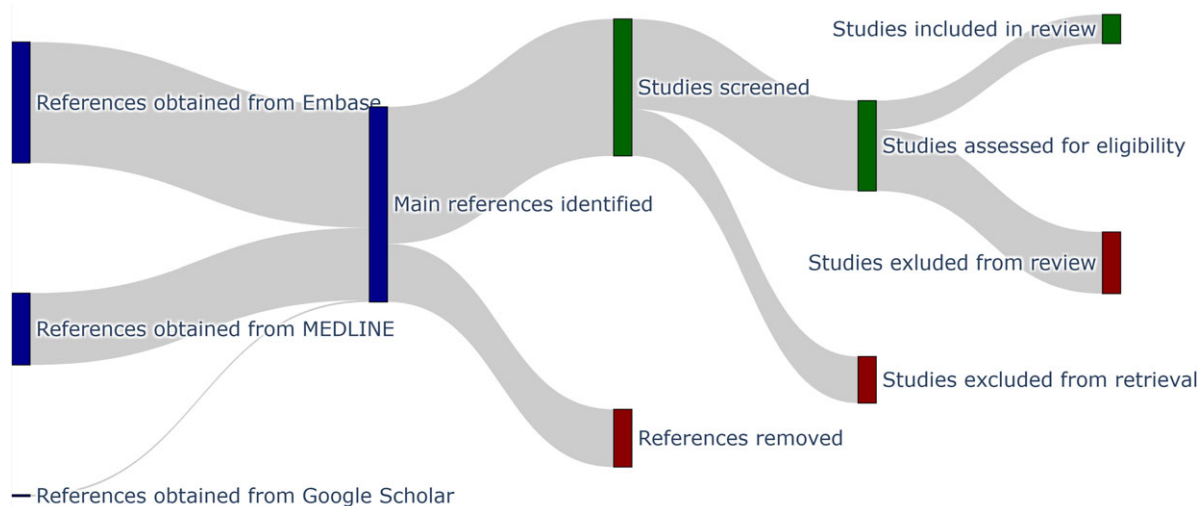 Studies included in review
Studies screened
References obtained from Embase
Studies assessed for eligibility
Main references identified
Studies exluded from review
References obtained from MEDLINE
Studies excluded from retrieval
References removed
References obtained from Google Scholar